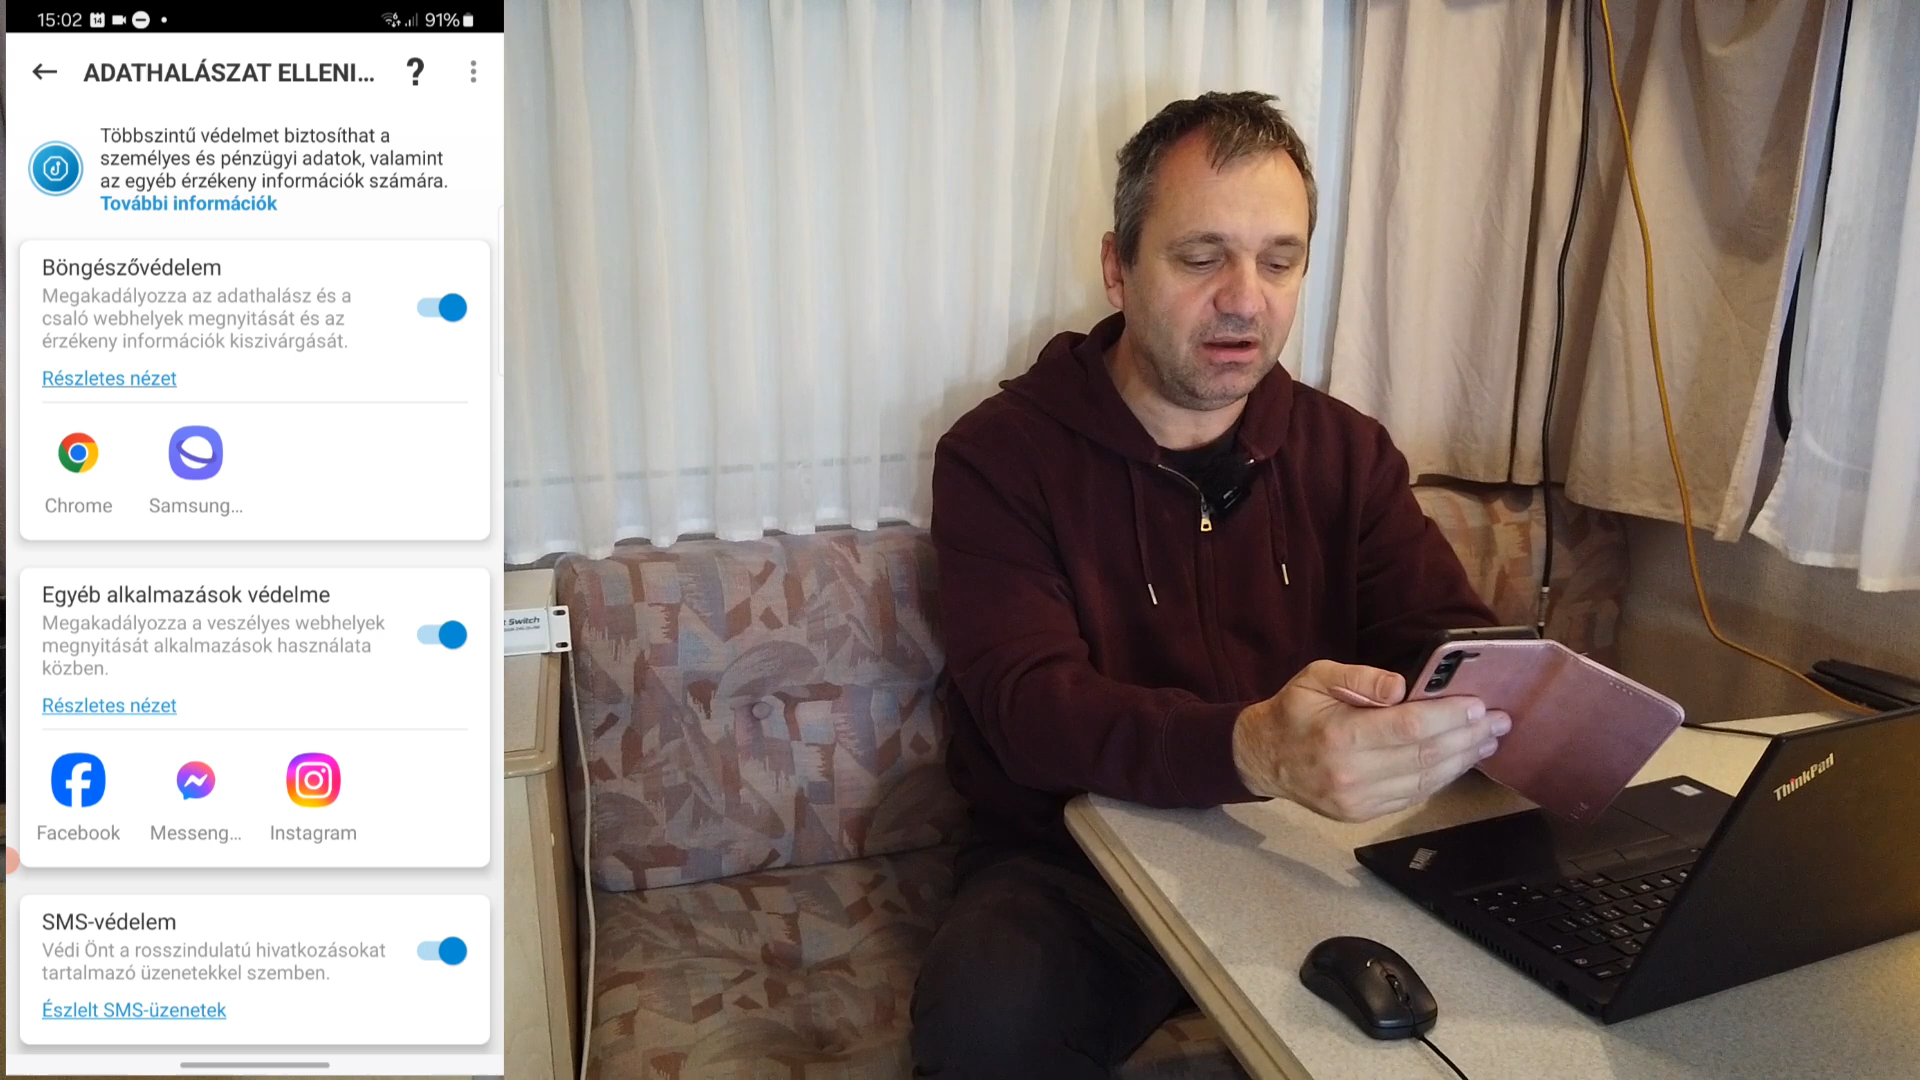 15:02
14
91%
ADATHALÁSZAT ELLENI...
?
Többszintű védelmet biztosíthat a
személyes és pénzügyi adatok, valamint
az egyéb érzékeny információk számára.
További információk
Böngészővédelem
Megakadályozza az adathalász és a
csaló webhelyek megnyitását és az
érzékeny információk kiszivárgását.
Részletes nézet
Chrome
Samsung...
Egyéb alkalmazások védelme
Megakadályozza a veszélyes webhelyek
megnyitását alkalmazások használata
közben.
Részletes nézet
Facebook
Messeng...
Instagram
SMS-védelem
Védi Önt a rosszindulatú hivatkozásokat
tartalmazó üzenetekkel szemben.
Észlelt SMS-üzenetek
Switch
ThinkPad